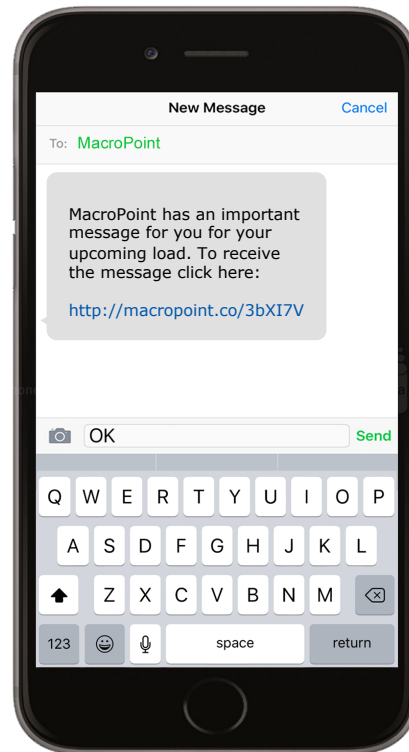 New Message
Cancel
To: MacroPoint
MacroPoint has an important
message for you for your
upcoming load. To receive
the message click here:
http://macropoint.co/3bXI7V
OK
Send
Q W E R T Y U I O P
A S D F G H J K L
Z X C V B N M
123
space
return